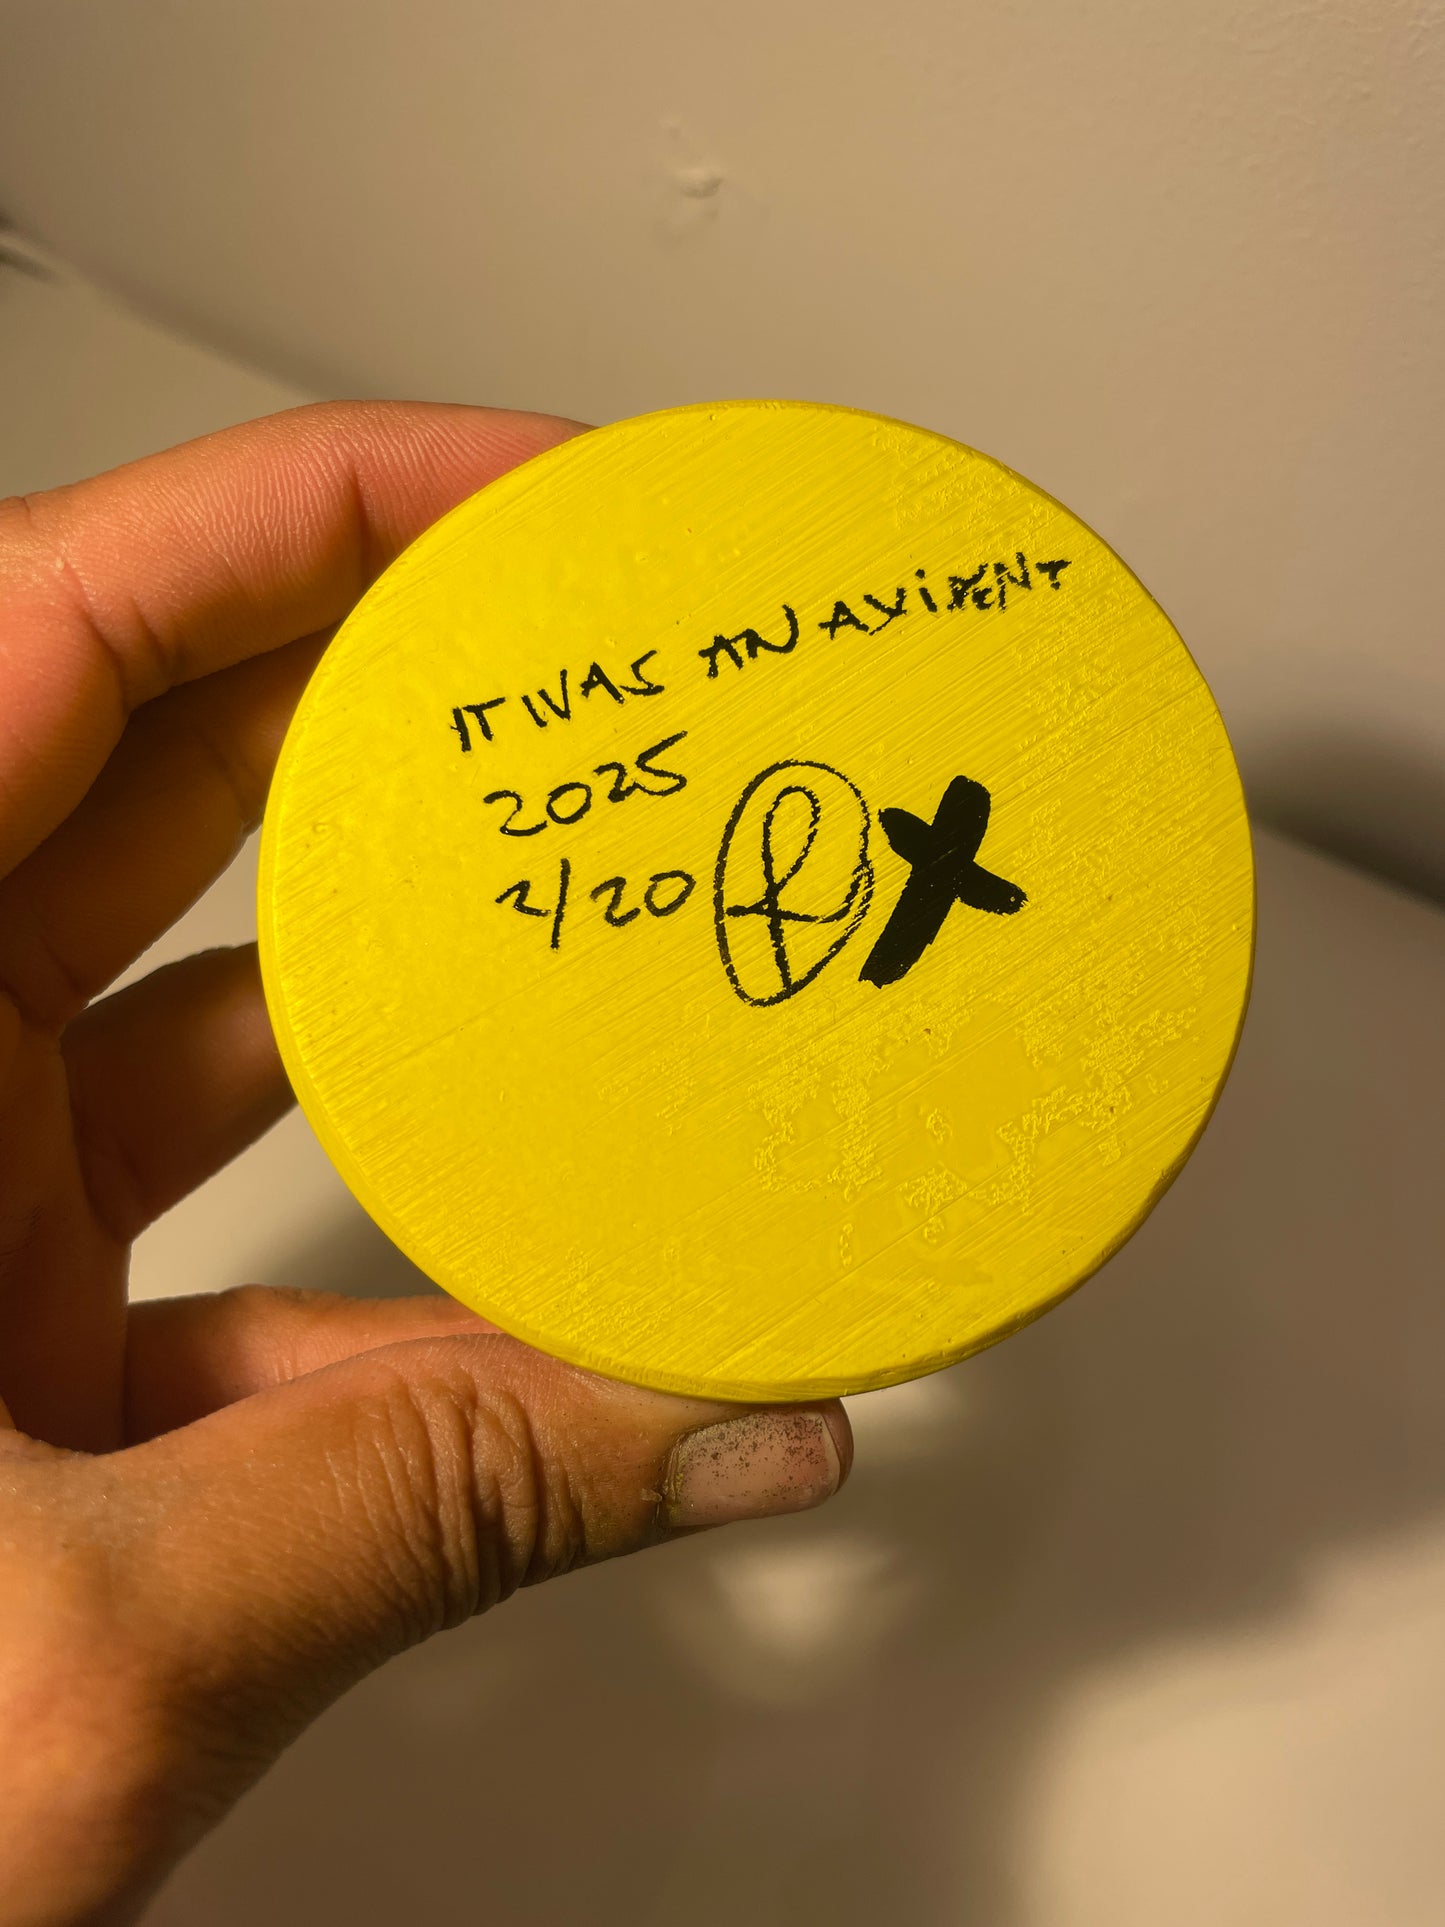 IT WAS AN AXIDENT
2025
2/20 R X